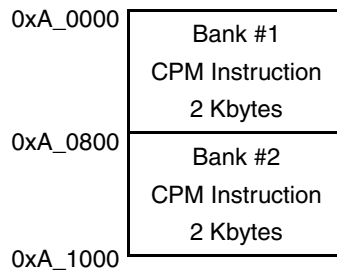 0xA_0000
Bank #1
CPM Instruction
2 Kbytes
0xA_0800
Bank #2
CPM Instruction
2 Kbytes
0xA_1000